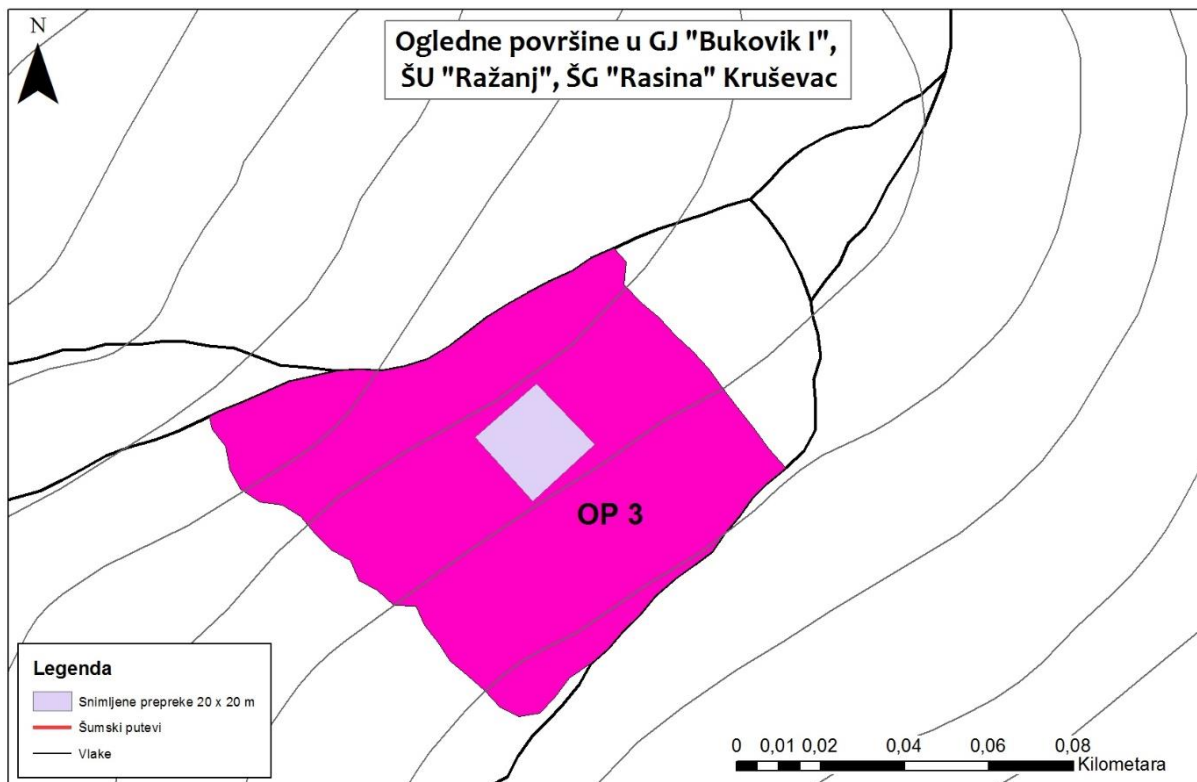 N
Ogledne površine u GJ "Bukovik I",
ŠU "Ražanj", ŠG "Rasina" Kruševac
OP 3
Legenda
Snimljene prepreke 20 x 20 m
Šumski putevi
Vlake
0 0,01 0,02 0,04 0,06 0,08
Kilometara